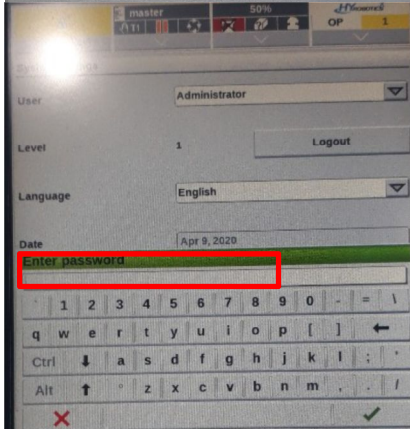 master 50%
T1 OP 1
User Administrator
Level 1 Logout
Language English
Date Apr 9, 2020
Enter password
` 1 2 3 4 5 6 7 8 9 0 - = \
q w e r t y u i o p [ ]
Ctrl a s d f g h j k l ; '
Alt z x c v b n m , . /